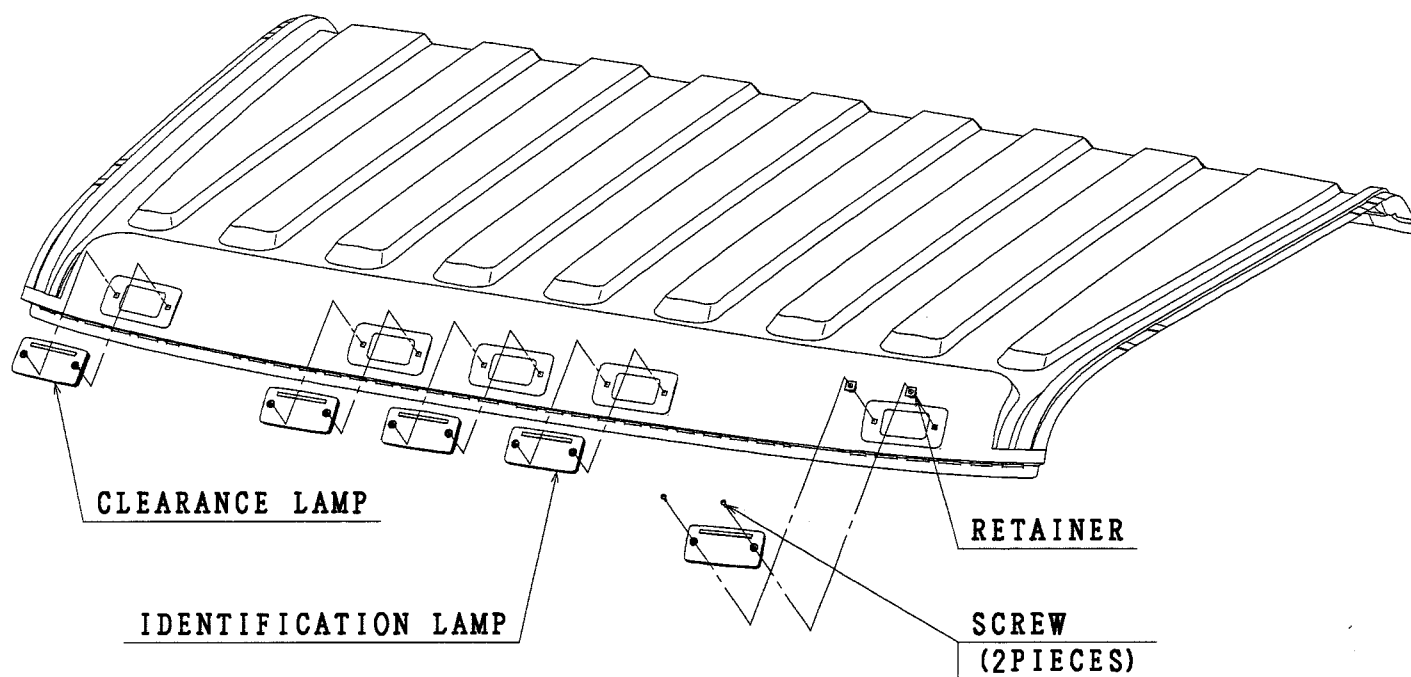 CLEARANCE LAMP
RETAINER
IDENTIFICATION LAMP
SCREW
(2PIECES)